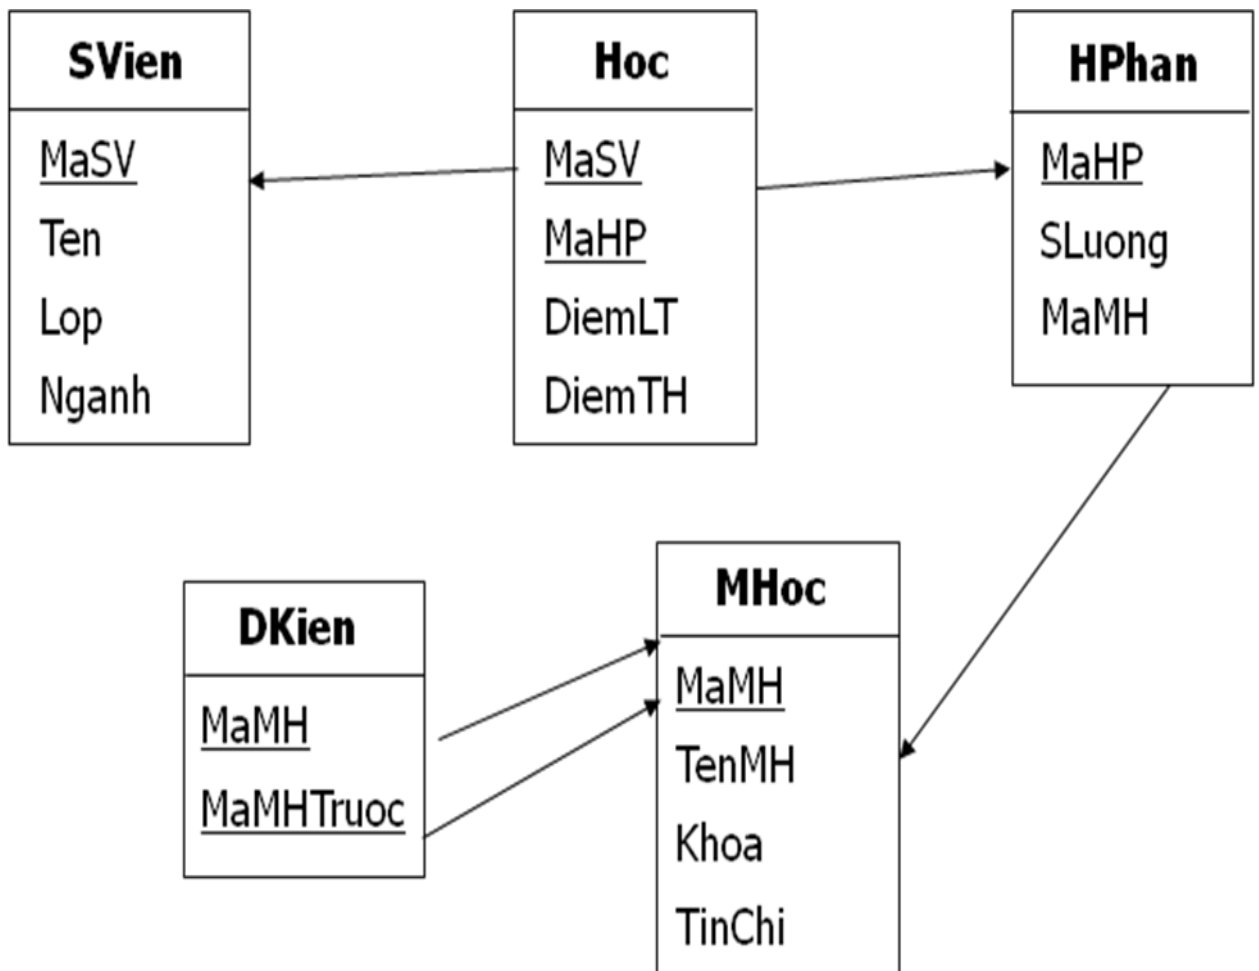 SVien
MaSV
Ten
Lop
Nganh
Hoc
MaSV
MaHP
DiemLT
DiemTH
HPhan
MaHP
SLuong
MaMH
DKien
MaMH
MaMHTruoc
MHoc
MaMH
TenMH
Khoa
TinChi